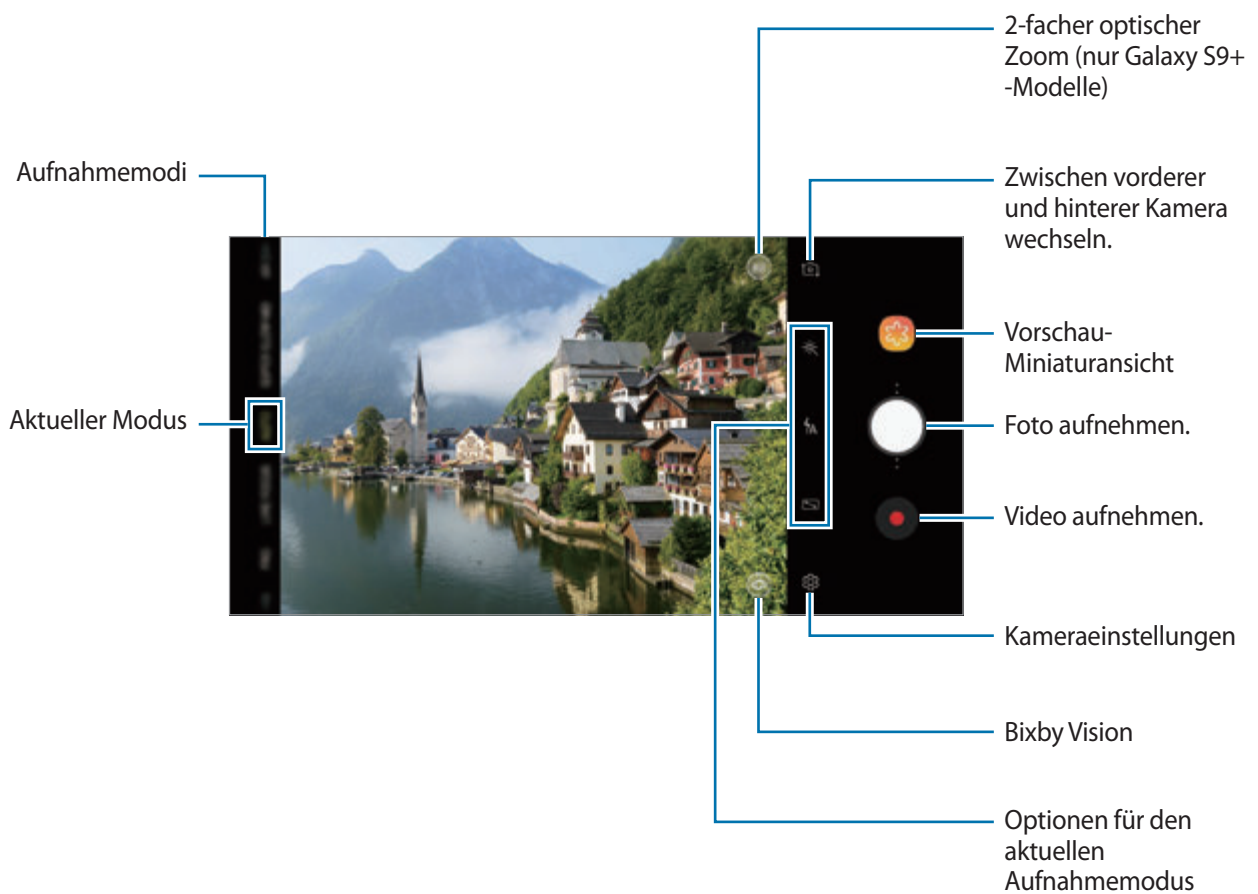 2-facher optischer
Zoom (nur Galaxy S9+
-Modelle)
Aufnahmemodi
Zwischen vorderer
und hinterer Kamera
wechseln.
Vorschau-
Miniaturansicht
Aktueller Modus
Foto aufnehmen.
Video aufnehmen.
Kameraeinstellungen
Bixby Vision
Optionen für den
aktuellen
Aufnahmemodus